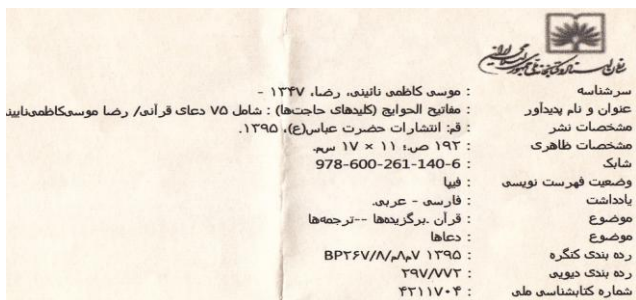 سازمان اسناد و کتابخانه ملی جمهوری اسلامی ایران
سرشناسه : موسی کاظمی نائینی، رضا، ۱۳۴۷ -
عنوان و نام پدیدآور : مفاتیح الحوایج (کلیدهای حاجت‌ها) : شامل ۷۵ دعای قرآنی/ رضا موسی‌کاظمی‌نایینی
مشخصات نشر : قم: انتشارات حضرت عباس(ع)، ۱۳۹۵.
مشخصات ظاهری : ۱۹۲ ص.؛ ۱۱ × ۱۷ س‌م.
شابک : 978-600-261-140-6
وضعیت فهرست نویسی : فیپا
یادداشت : فارسی - عربی.
موضوع : قرآن .برگزیده‌ها --ترجمه‌ها
موضوع : دعاها
رده بندی کنگره : BP۲۶۷/۸/م۸م۷ ۱۳۹۵
رده بندی دیویی : ۲۹۷/۷۷۲
شماره کتابشناسی ملی : ۴۲۱۱۷۰۴